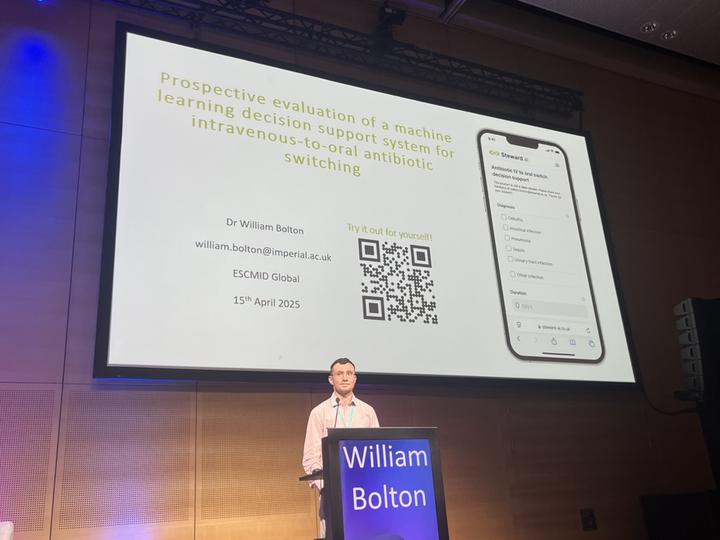 Prospective evaluation of a machine
learning decision support system for
intravenous-to-oral antibiotic
switching
Dr William Bolton
william.bolton@imperial.ac.uk
ESCMID Global
15th April 2025
Try it out for yourself!
Steward
Antibiotic IV to oral switch
decision support
Diagnosis
Cellulitis
Intestinal infection
Pneumonia
Sepsis
Urinary tract infection
Other infection
Duration
William
Bolton